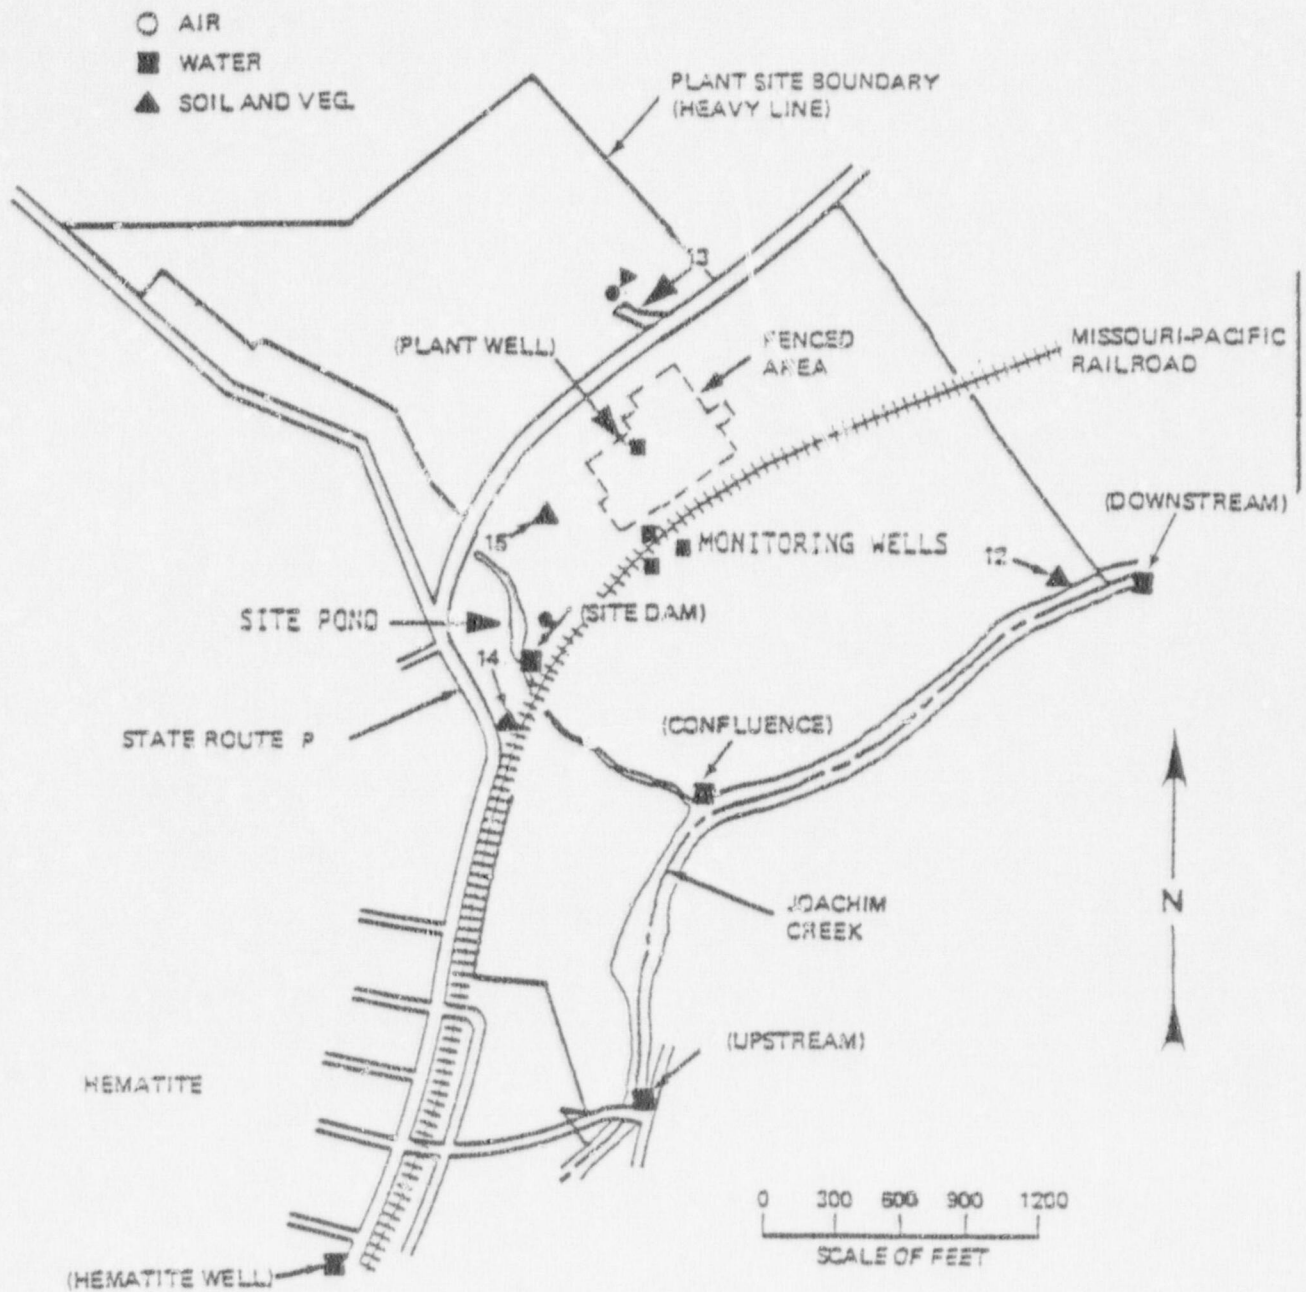 AIR
WATER
SOIL AND VEG.
PLANT SITE BOUNDARY
(HEAVY LINE)
13
(PLANT WELL)
FENCED
AREA
MISSOURI-PACIFIC
RAILROAD
(DOWNSTREAM)
15
MONITORING WELLS
12
SITE POND
(SITE DAM)
14
STATE ROUTE P
(CONFLUENCE)
N
JOACHIM
CREEK
(UPSTREAM)
HEMATITE
0 300 600 900 1200
SCALE OF FEET
(HEMATITE WELL)